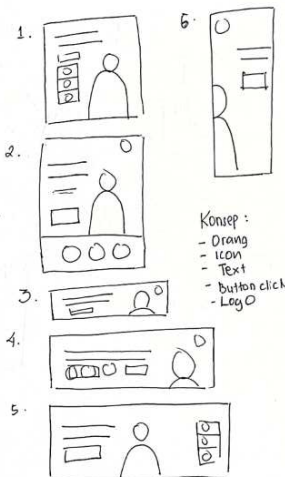 1.
2.
3.
4.
5.
6.
Konsep :
- Orang
- Icon
- Text
- Button click
- Logo